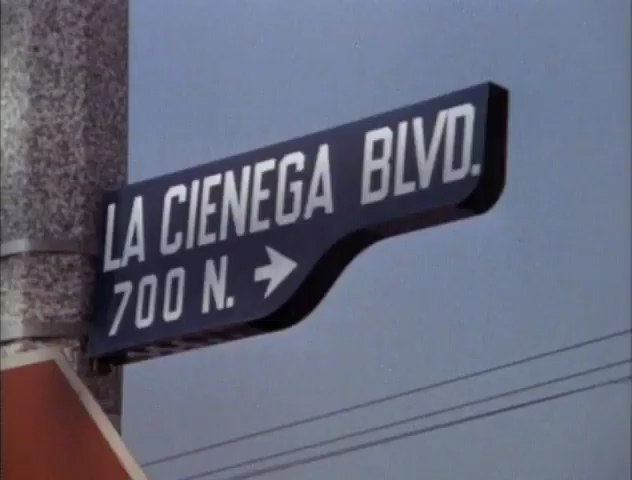 LA CIENEGA BLVD.
700 N. →